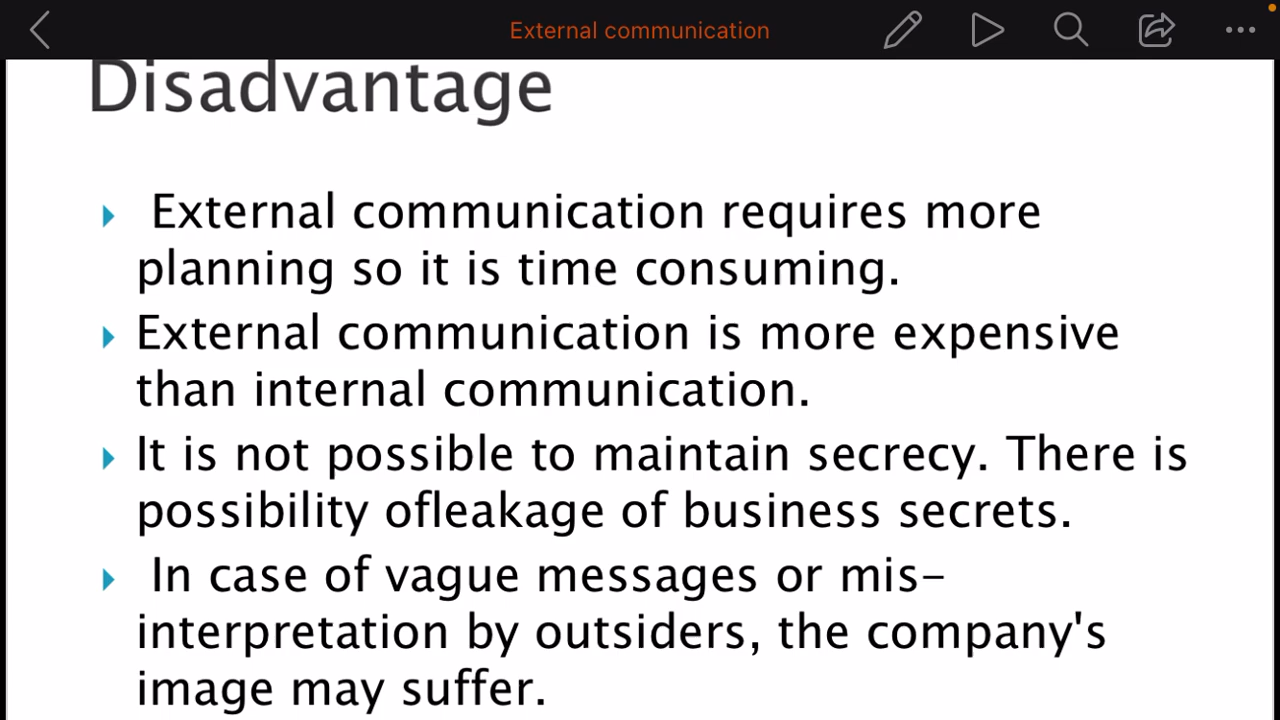 External communication
Disadvantage
External communication requires more
planning so it is time consuming.
External communication is more expensive
than internal communication.
It is not possible to maintain secrecy. There is
possibility ofleakage of business secrets.
In case of vague messages or mis-
interpretation by outsiders, the company's
image may suffer.